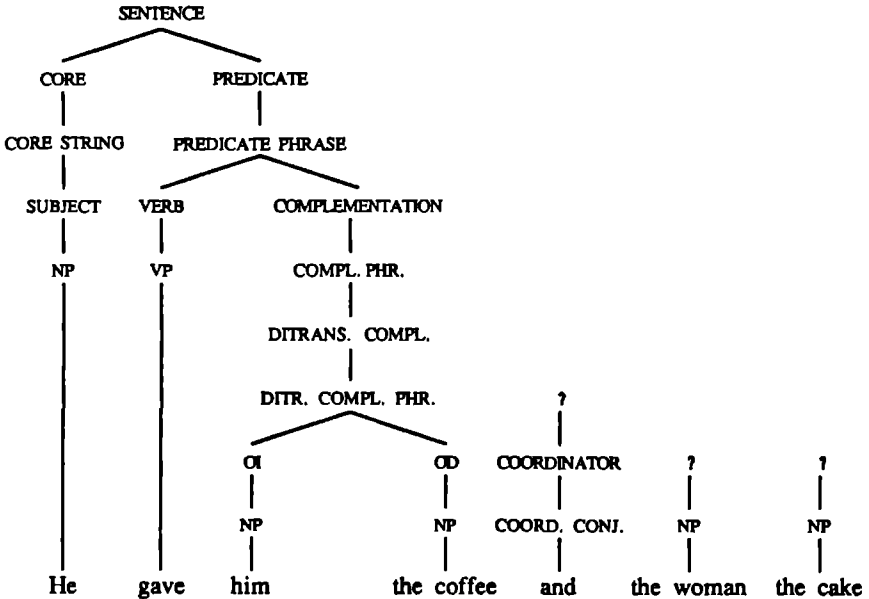 SENTENCE
CORE PREDICATE
CORE STRING PREDICATE PHRASE
SUBJECT VERB COMPLEMENTATION
NP VP COMPL. PHR.
DITRANS. COMPL.
DITR. COMPL. PHR. ?
OI OD COORDINATOR ? ?
NP NP COORD. CONJ. NP NP
He gave him the coffee and the woman the cake